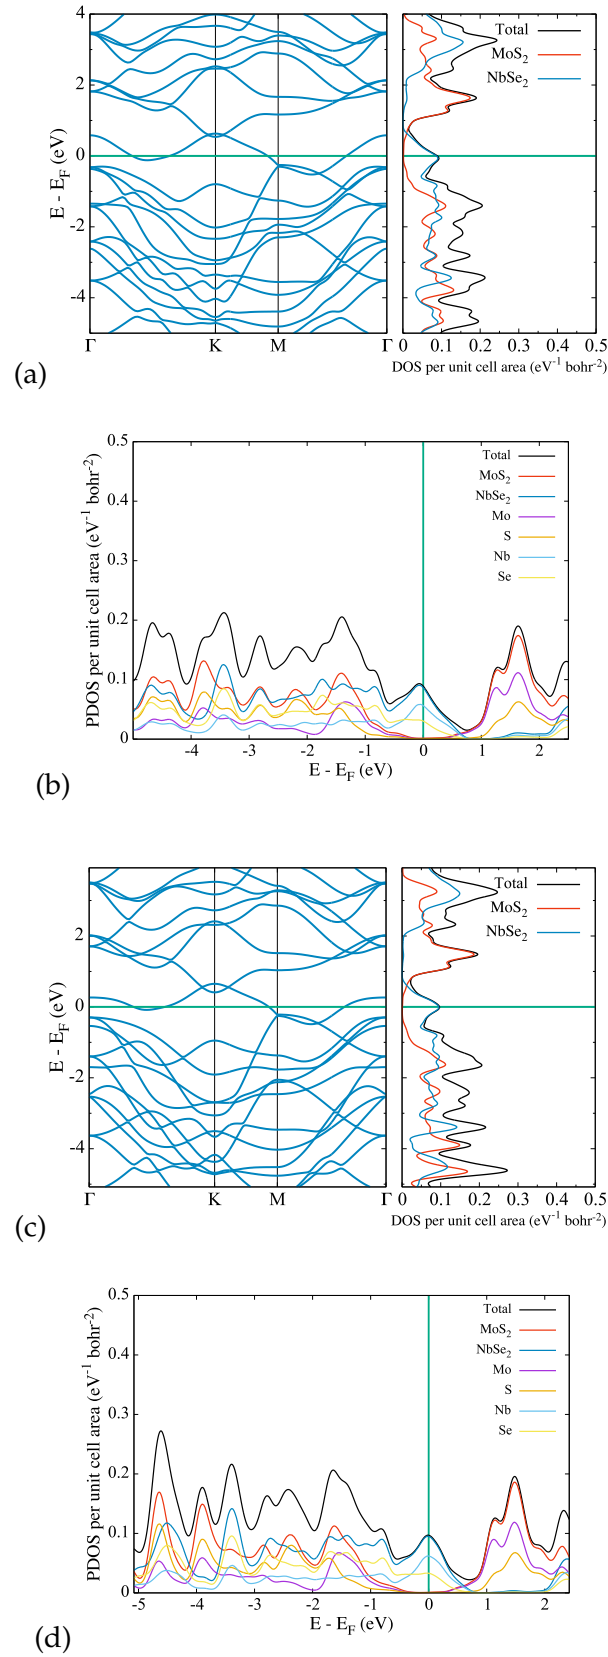 4
2
0
-2
-4
E - E_F (eV)
Γ K M Γ
Total
MoS₂
NbSe₂
0 0.1 0.2 0.3 0.4 0.5
DOS per unit cell area (eV⁻¹ bohr⁻²)
(a)
0.5
0.4
0.3
0.2
0.1
0
PDOS per unit cell area (eV⁻¹ bohr⁻²)
Total
MoS₂
NbSe₂
Mo
S
Nb
Se
-4 -3 -2 -1 0 1 2
E - E_F (eV)
(b)
2
0
-2
-4
E - E_F (eV)
Γ K M Γ
Total
MoS₂
NbSe₂
0 0.1 0.2 0.3 0.4 0.5
DOS per unit cell area (eV⁻¹ bohr⁻²)
(c)
0.5
0.4
0.3
0.2
0.1
0
PDOS per unit cell area (eV⁻¹ bohr⁻²)
Total
MoS₂
NbSe₂
Mo
S
Nb
Se
-5 -4 -3 -2 -1 0 1 2
E - E_F (eV)
(d)